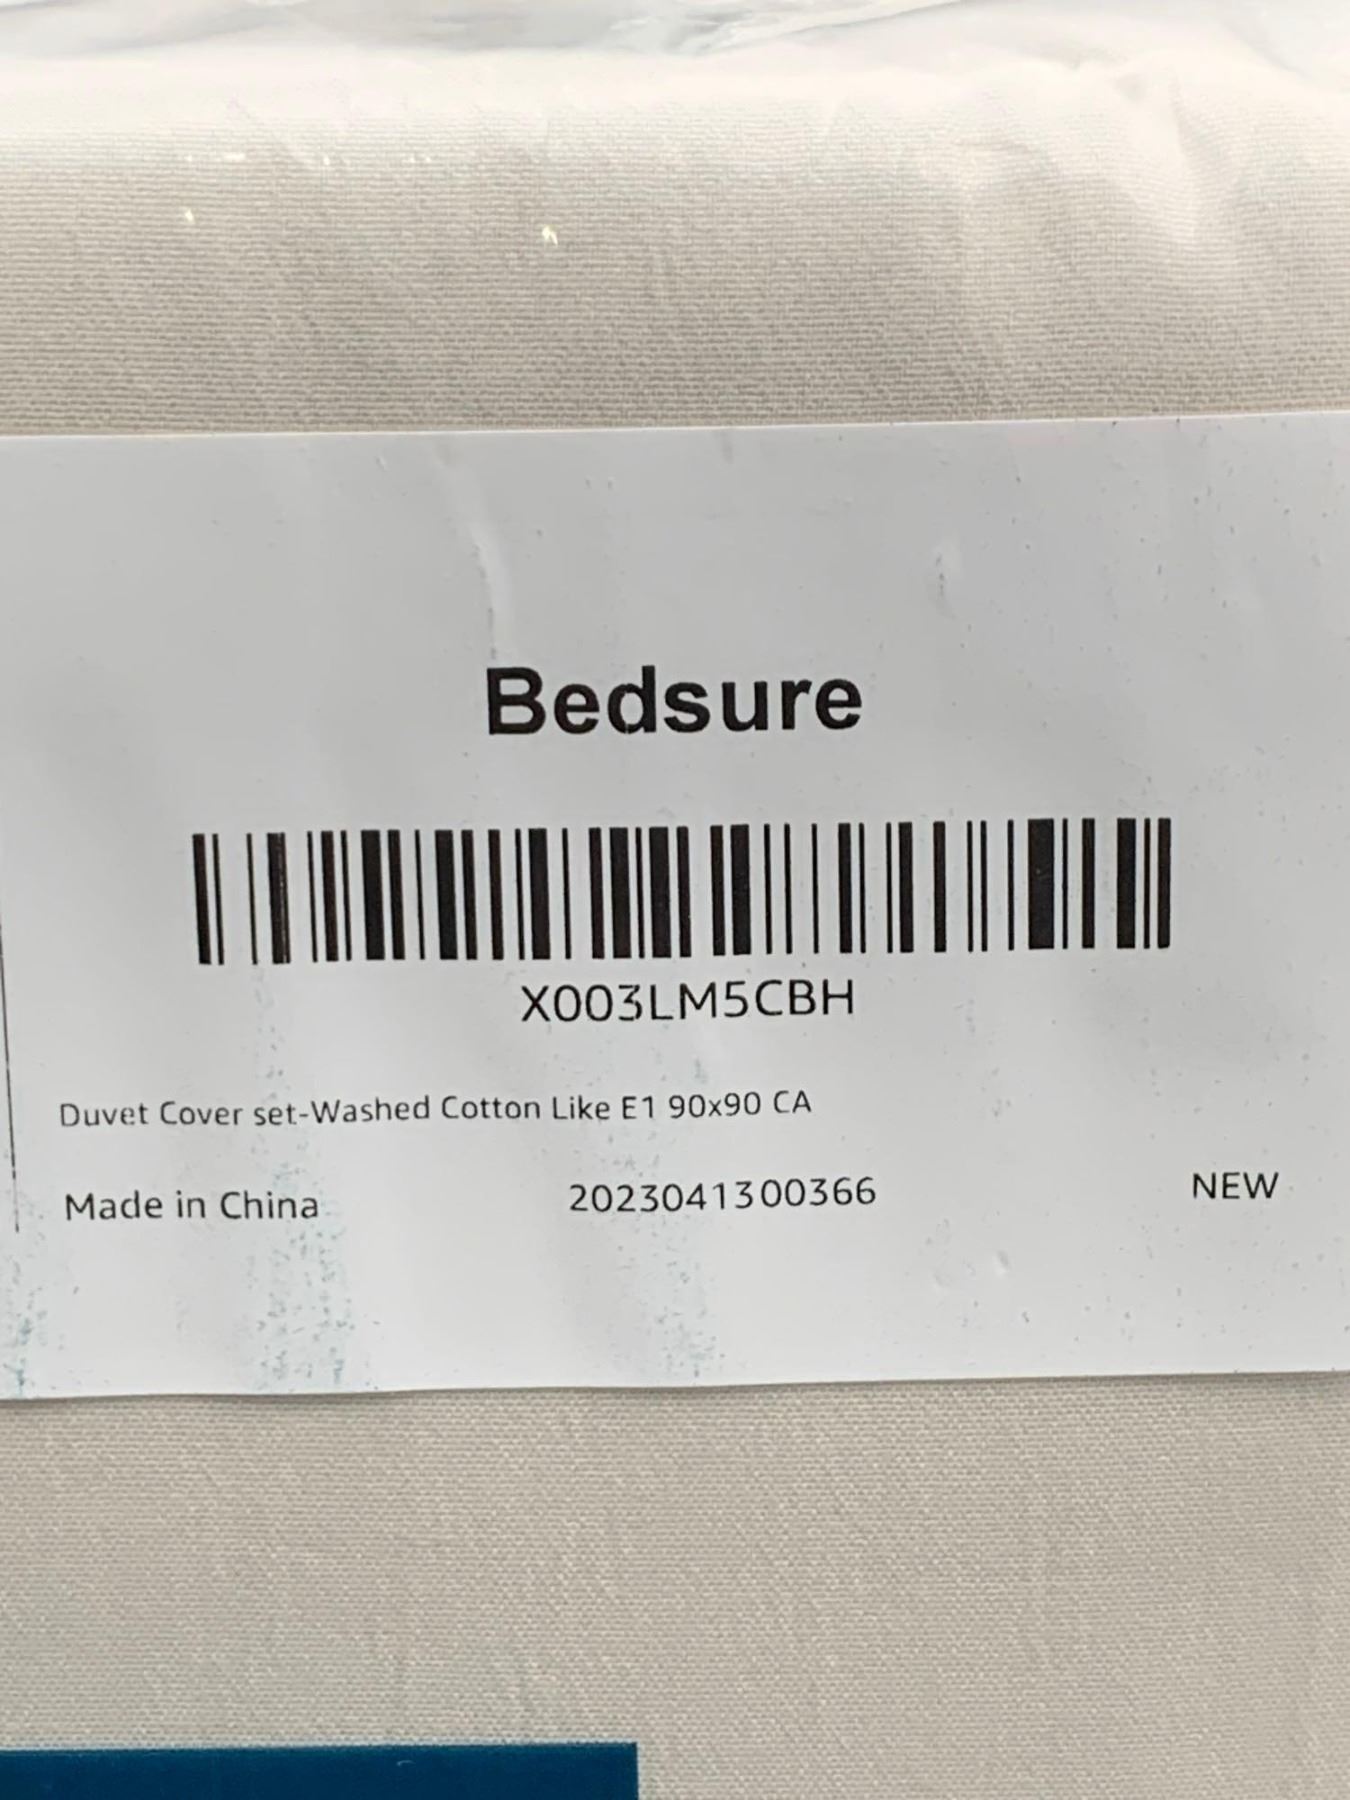 Bedsure
X003LM5CBH
Duvet Cover set-Washed Cotton Like E1 90x90 CA
Made in China 2023041300366 NEW